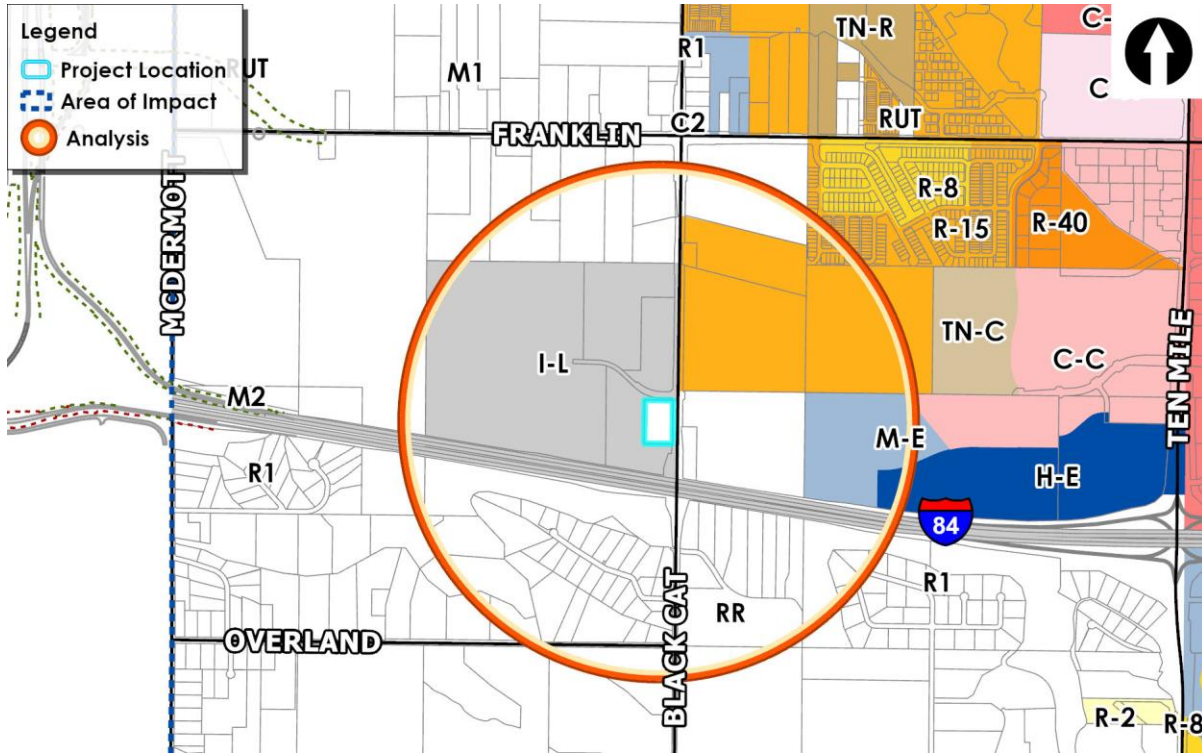 Legend
Project Location
Area of Impact
Analysis
RUT
M1
R1
TN-R
C-
C2
RUT
FRANKLIN
MCDERMOTT
R-8
R-15
R-40
I-L
TN-C
C-C
TEN MILE
M2
M-E
H-E
R1
84
R1
RR
BLACK CAT
OVERLAND
R-2
R-8